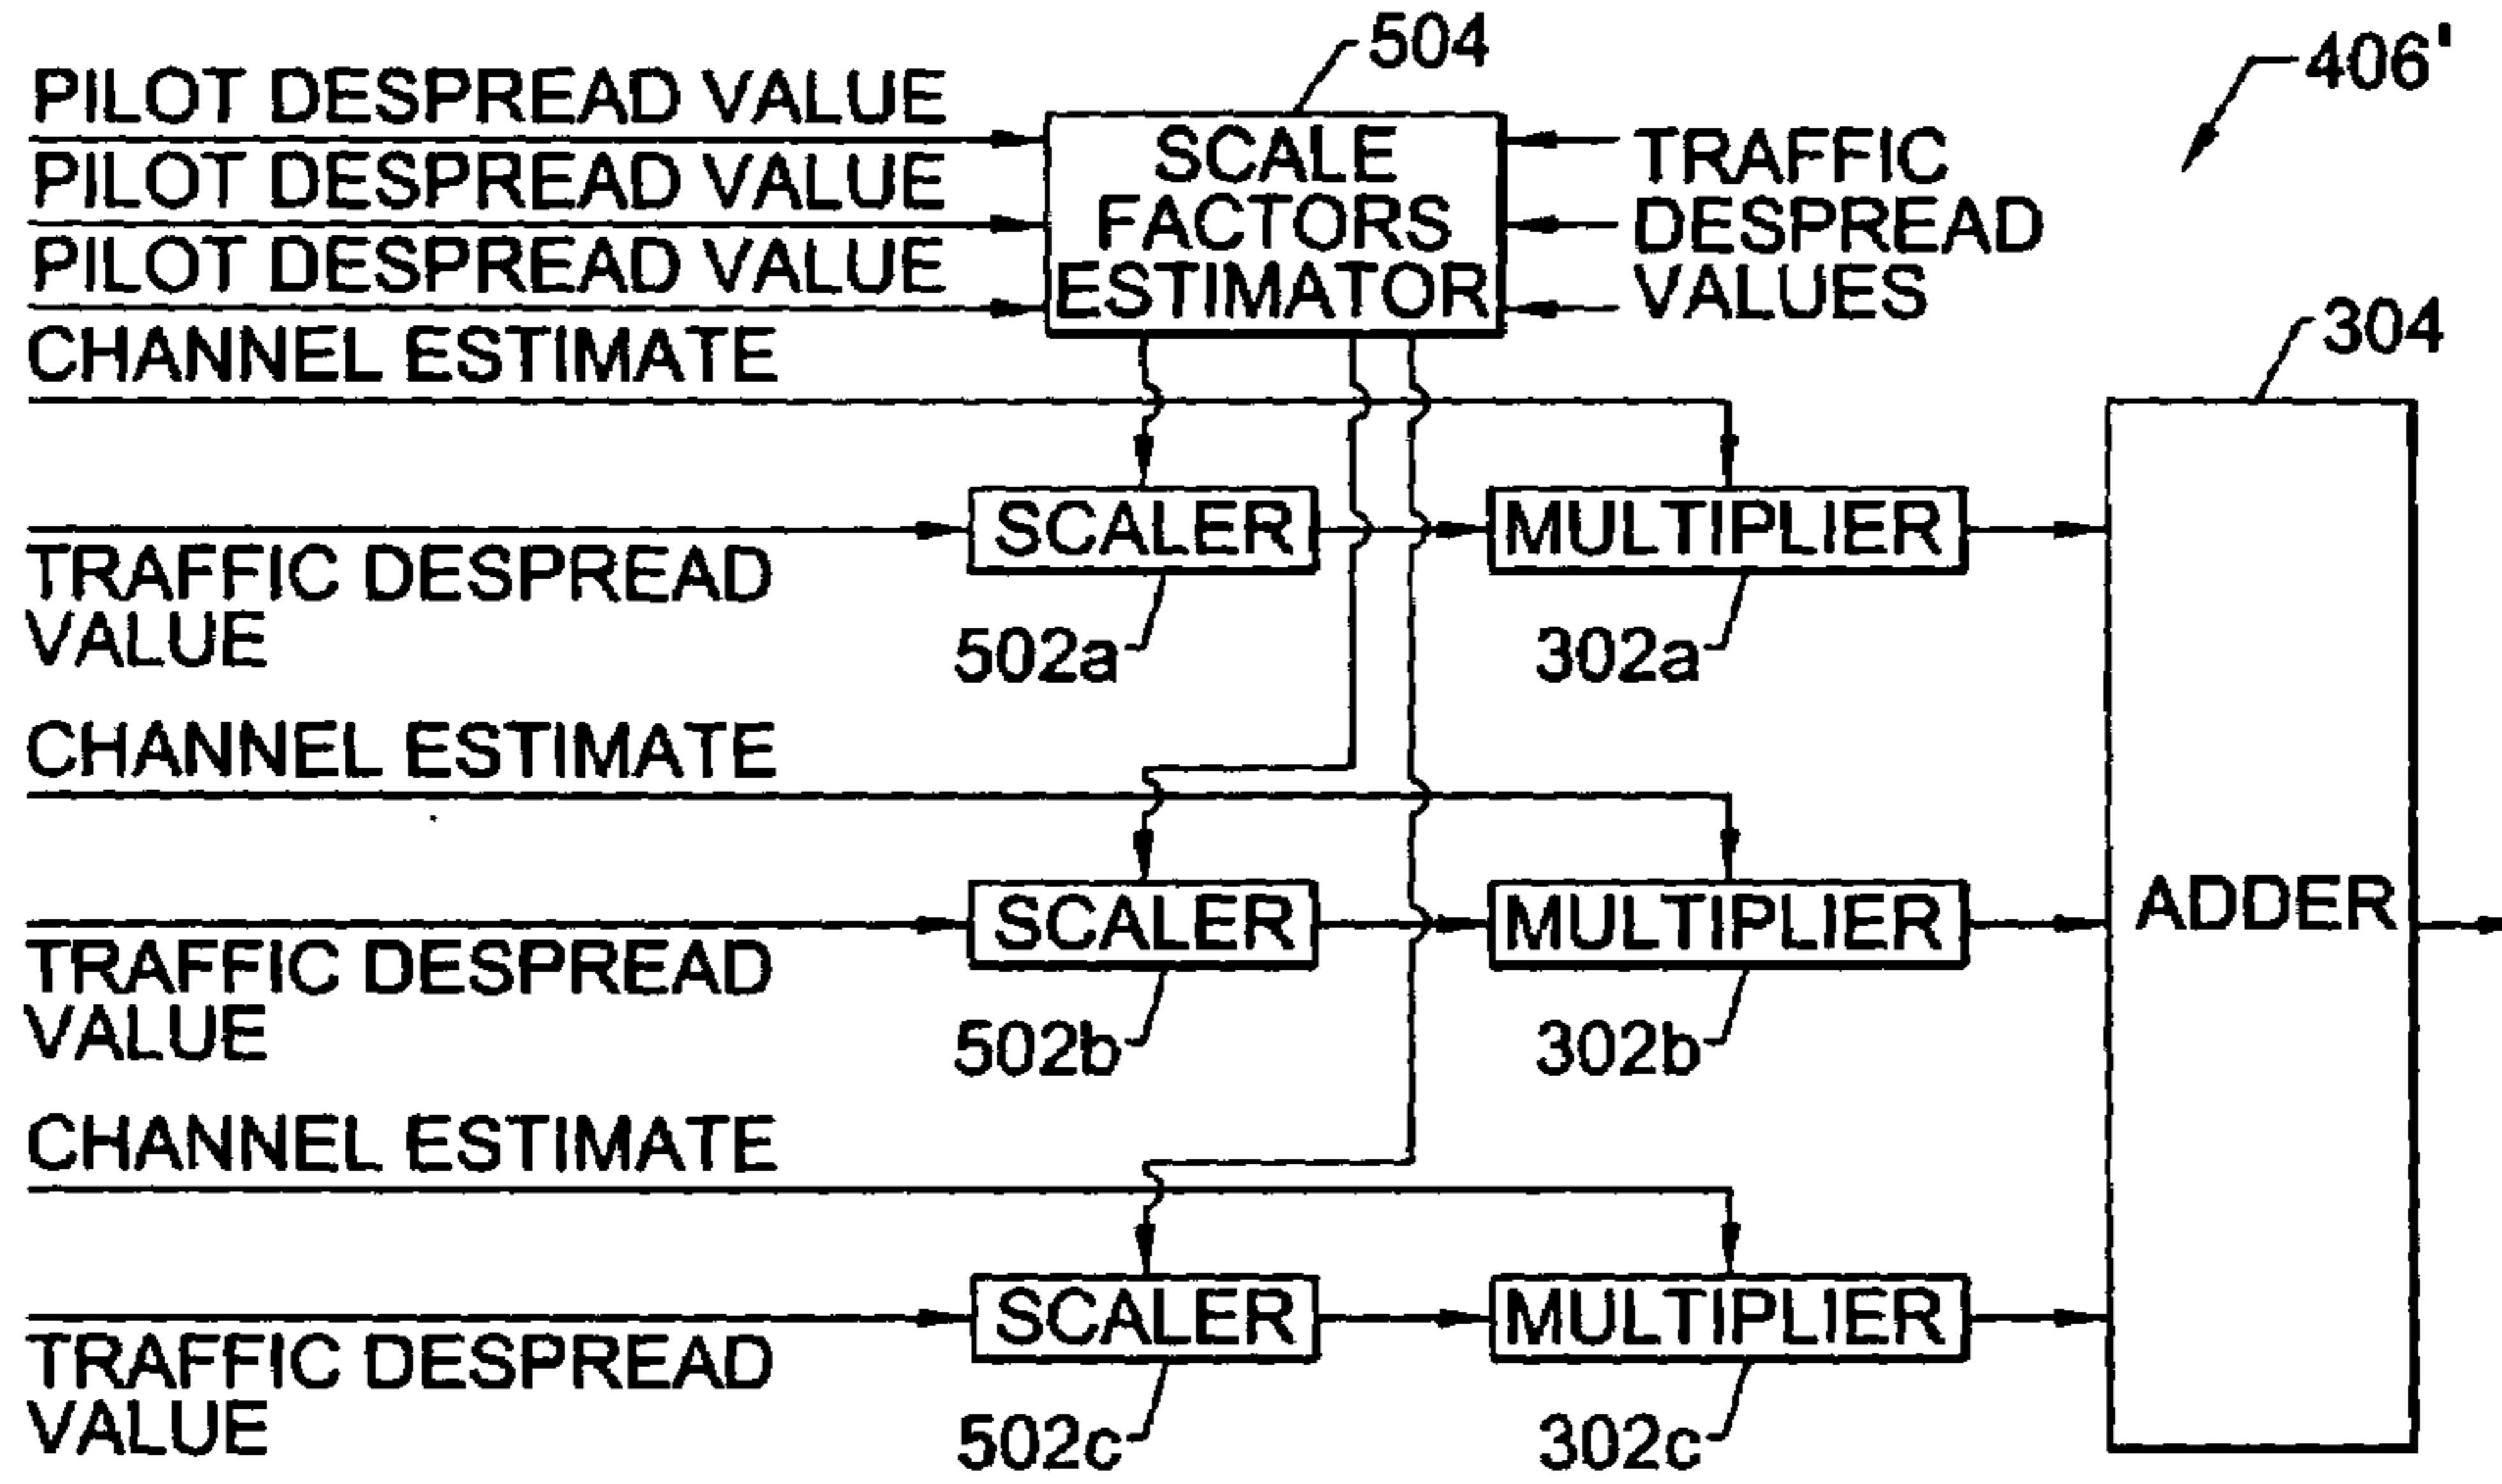 504
406'
PILOT DESPREAD VALUE
PILOT DESPREAD VALUE
PILOT DESPREAD VALUE
SCALE
FACTORS
ESTIMATOR
TRAFFIC
DESPREAD
VALUES
304
CHANNEL ESTIMATE
SCALER
MULTIPLIER
TRAFFIC DESPREAD
VALUE
502a
302a
CHANNEL ESTIMATE
SCALER
MULTIPLIER
ADDER
TRAFFIC DESPREAD
VALUE
502b
302b
CHANNEL ESTIMATE
SCALER
MULTIPLIER
TRAFFIC DESPREAD
VALUE
502c
302c